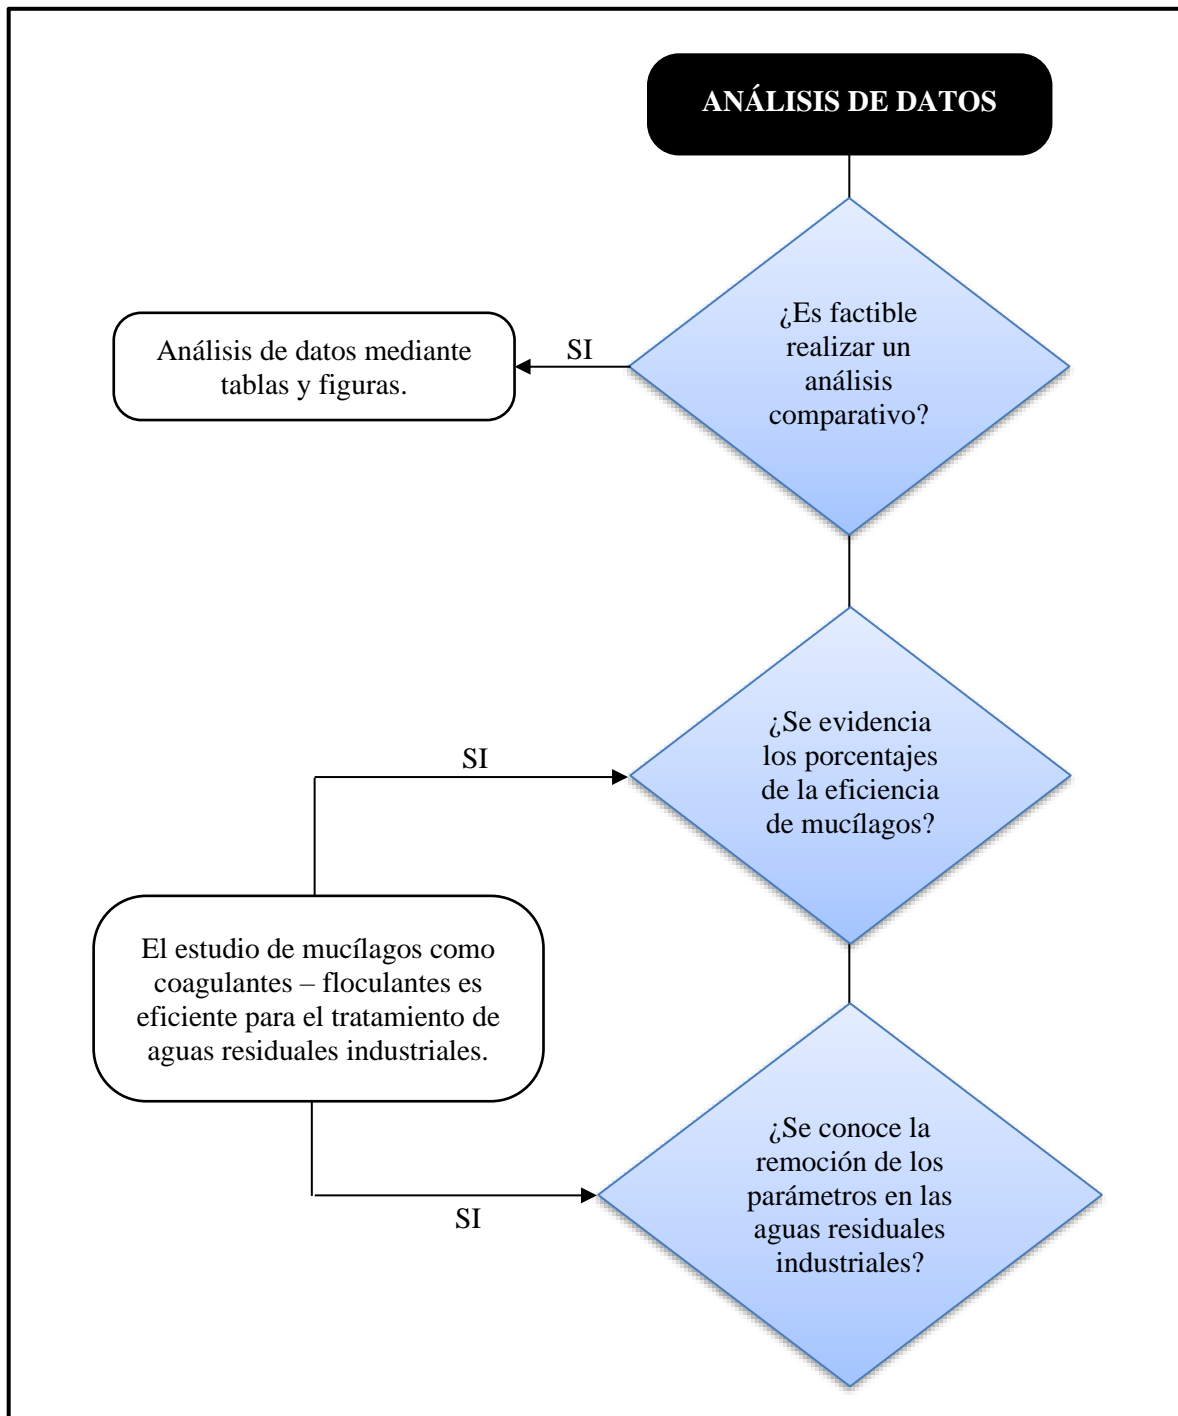 ANÁLISIS DE DATOS
¿Es factible
realizar un
análisis
comparativo?
SI
Análisis de datos mediante
tablas y figuras.
¿Se evidencia
los porcentajes
de la eficiencia
de mucílagos?
SI
El estudio de mucílagos como
coagulantes – floculantes es
eficiente para el tratamiento de
aguas residuales industriales.
¿Se conoce la
remoción de los
parámetros en las
aguas residuales
industriales?
SI